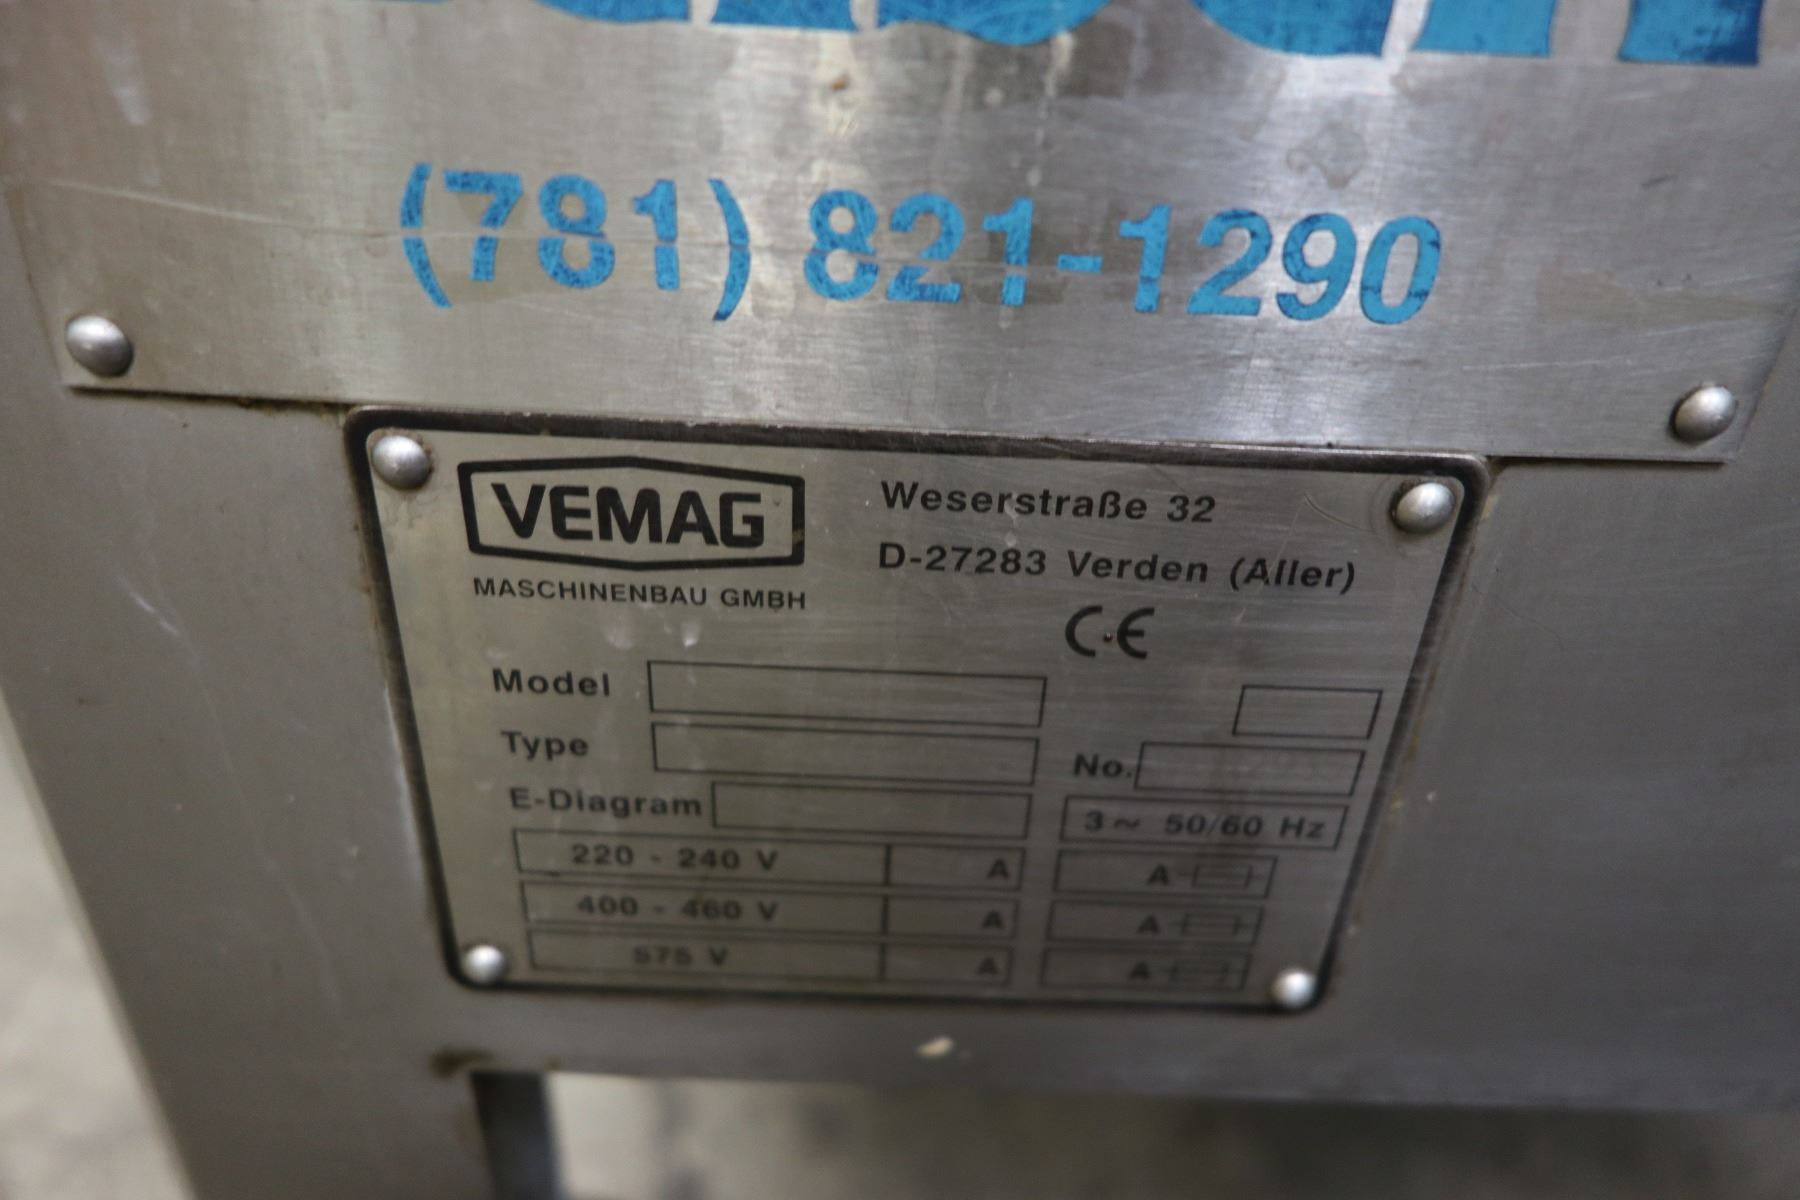 (781) 821-1290
VEMAG
MASCHINENBAU GMBH
Weserstraße 32
D-27283 Verden (Aller)
CE
Model
Type
No.
E-Diagram
3~ 50/60 Hz
220 - 240 V A A
400 - 460 V A A
575 V A A